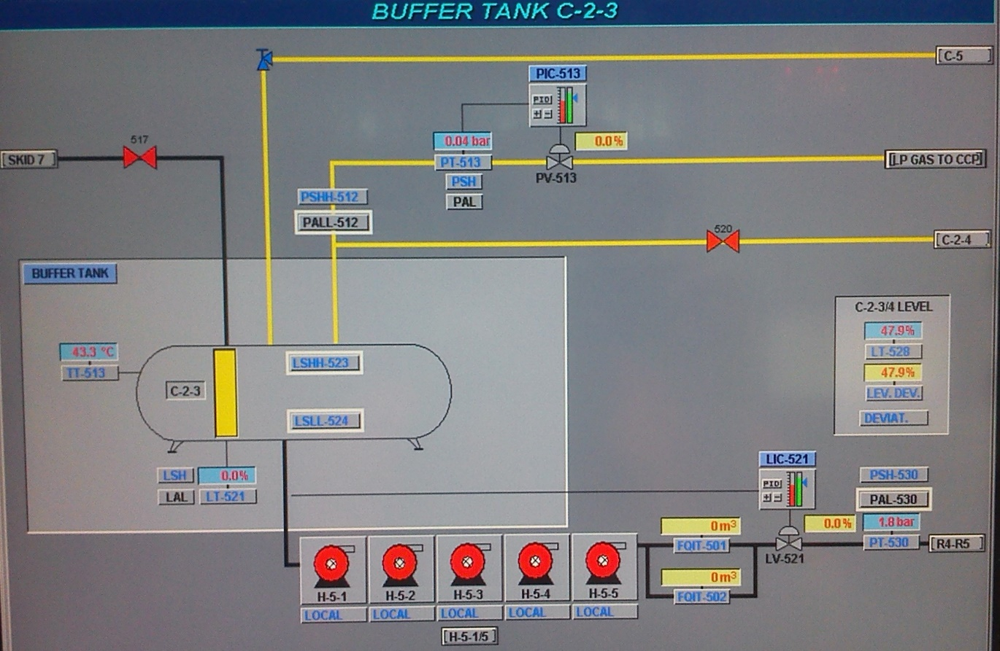 BUFFER TANK C-2-3
C-5
PIC-513
PID
+ -
517
0.04 bar
0.0 %
SKID 7
PT-513
LP GAS TO CCP
PV-513
PSH
PSHH-512
PAL
PALL-512
520
C-2-4
BUFFER TANK
C-2-3/4 LEVEL
47.9%
LT-528
47.9%
LEV. DEV.
DEVIAT.
43.3 °C
TT-513
LSHH-523
C-2-3
LSLL-524
LSH
0.0%
LAL
LT-521
LIC-521
PID
+ -
PSH-530
PAL-530
0.0 %
1.8 bar
PT-530
R4-R5
LV-521
0 m³
FQIT-501
0 m³
FQIT-502
H-5-1
H-5-2
H-5-3
H-5-4
H-5-5
LOCAL
LOCAL
LOCAL
LOCAL
LOCAL
H-5-1/5